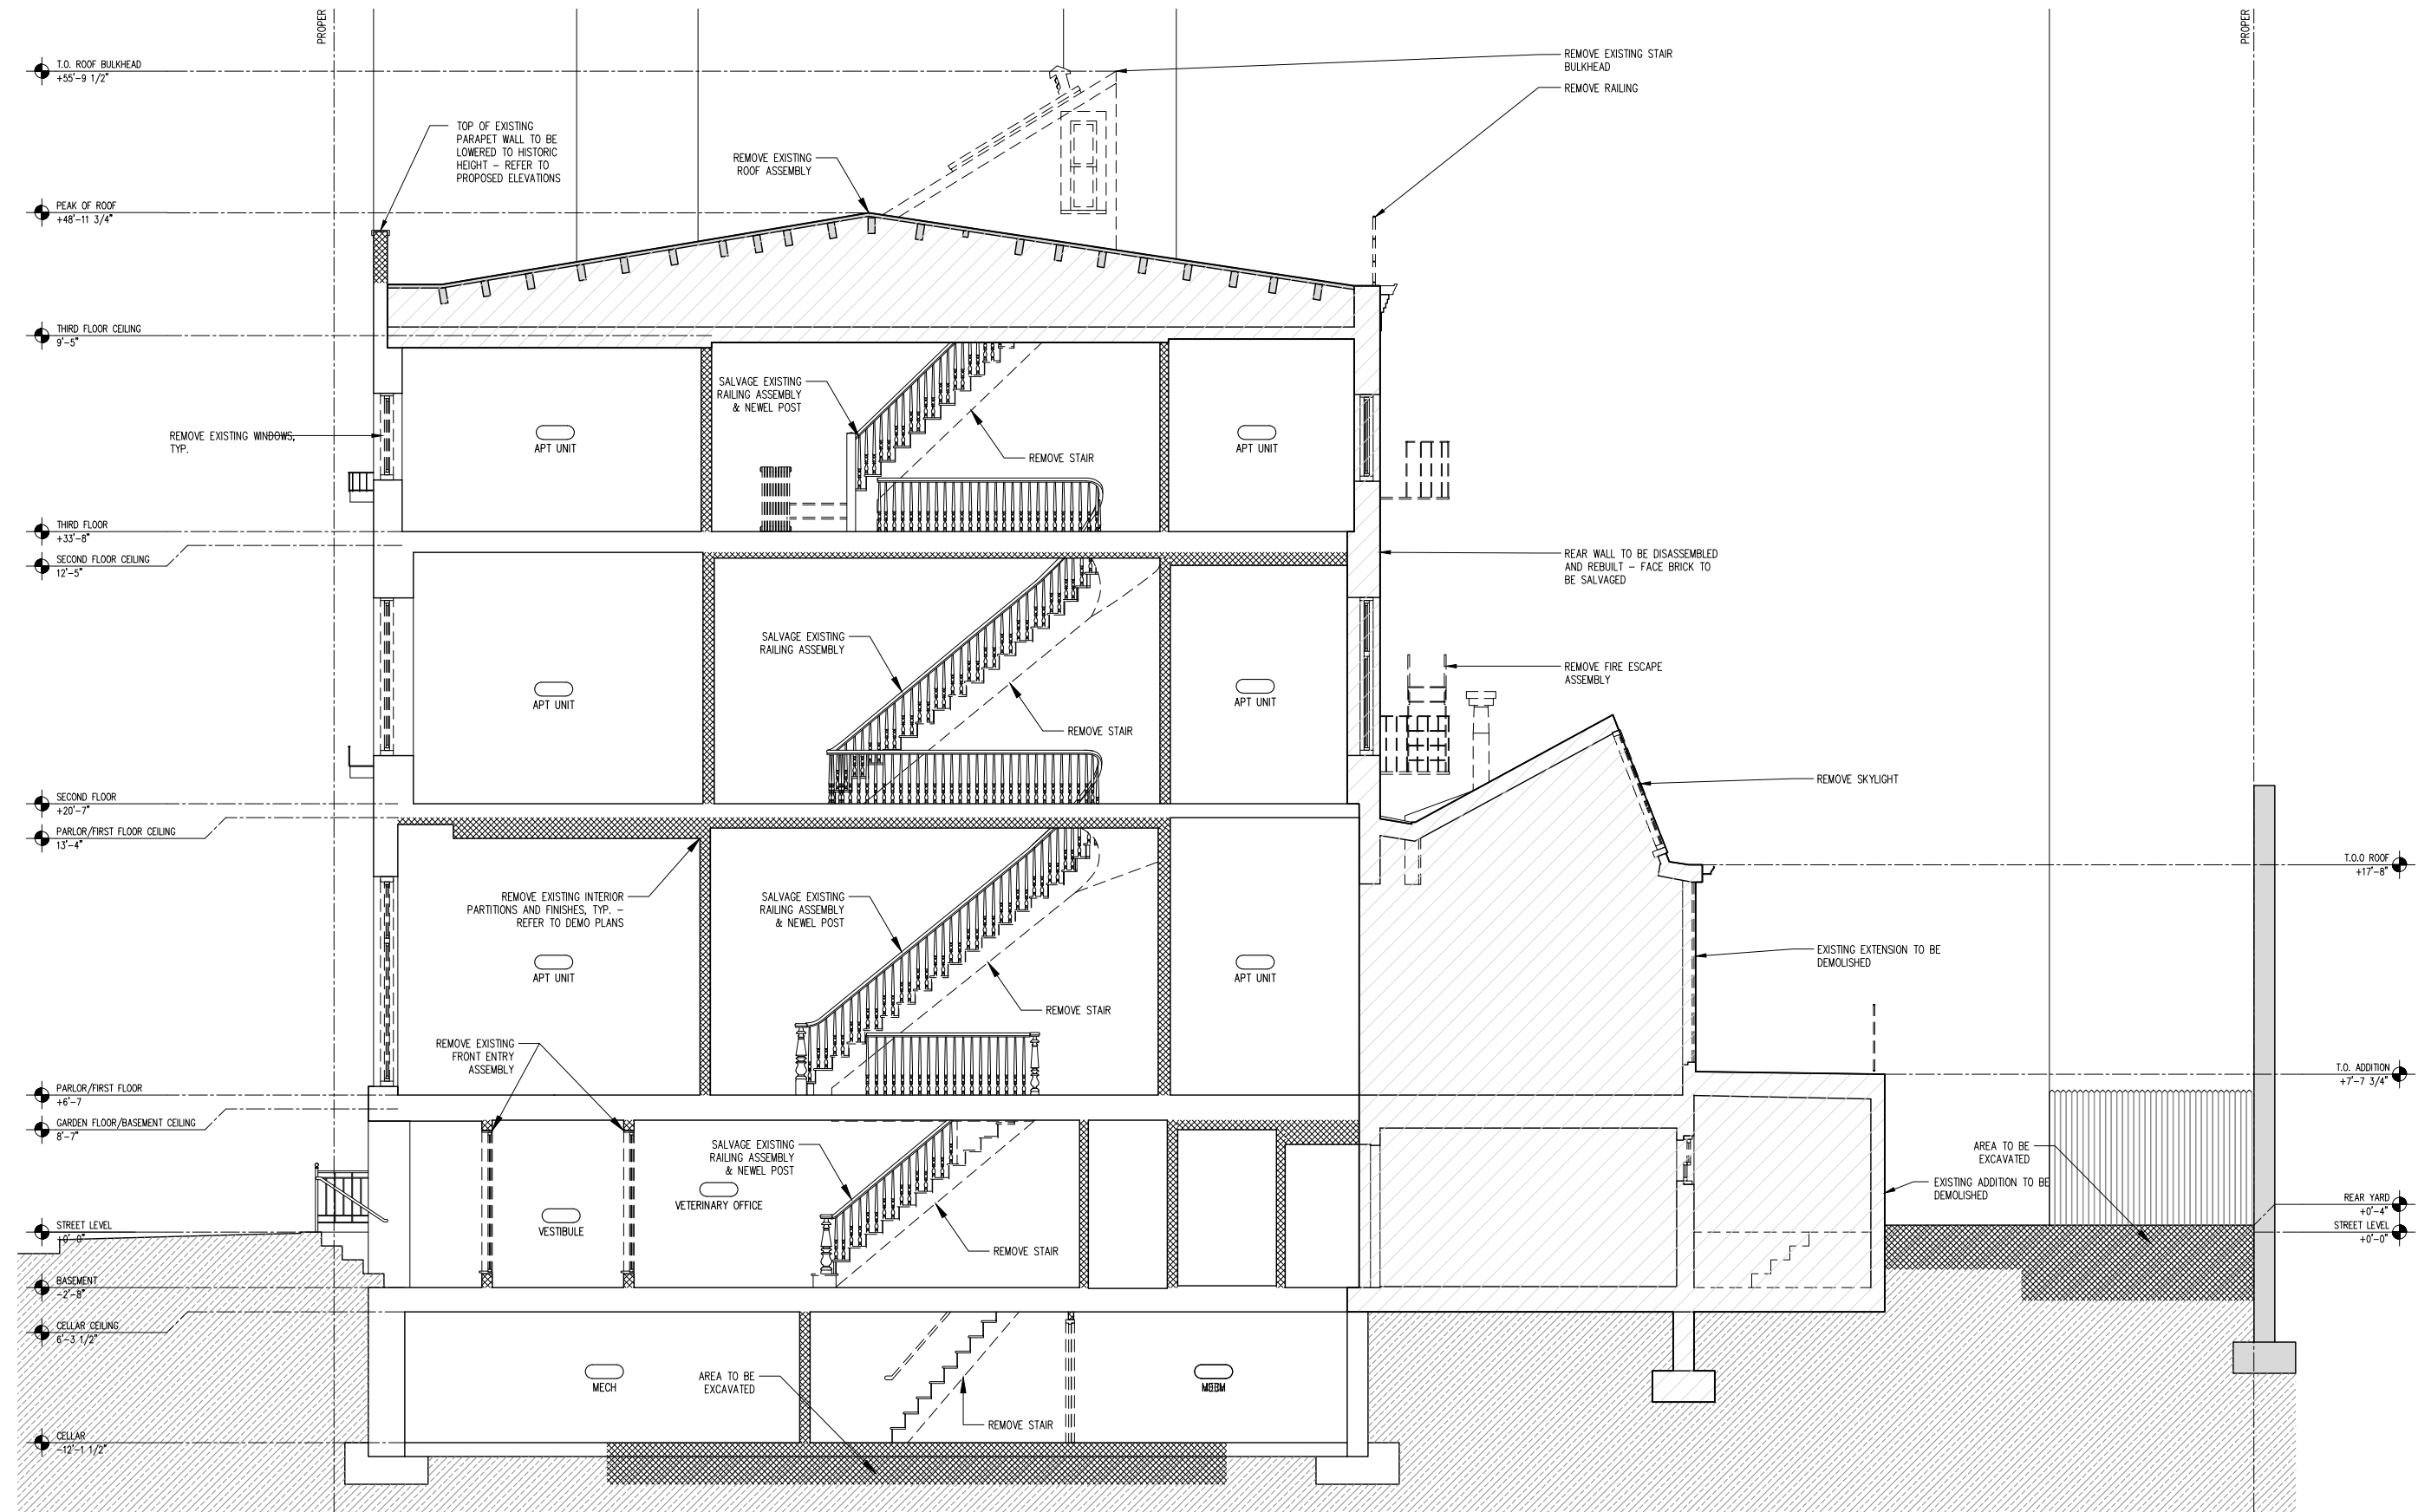 PROPER
PROPER
T.O. ROOF BULKHEAD
+55'-9 1/2"
REMOVE EXISTING STAIR
BULKHEAD
REMOVE RAILING
TOP OF EXISTING
PARAPET WALL TO BE
LOWERED TO HISTORIC
HEIGHT – REFER TO
PROPOSED ELEVATIONS
REMOVE EXISTING
ROOF ASSEMBLY
PEAK OF ROOF
+48'-11 3/4"
THIRD FLOOR CEILING
9'-5"
SALVAGE EXISTING
RAILING ASSEMBLY
& NEWEL POST
REMOVE EXISTING WINDOWS,
TYP.
APT UNIT
REMOVE STAIR
APT UNIT
THIRD FLOOR
+33'-8"
SECOND FLOOR CEILING
12'-5"
REAR WALL TO BE DISASSEMBLED
AND REBUILT – FACE BRICK TO
BE SALVAGED
SALVAGE EXISTING
RAILING ASSEMBLY
REMOVE FIRE ESCAPE
ASSEMBLY
APT UNIT
APT UNIT
REMOVE STAIR
REMOVE SKYLIGHT
SECOND FLOOR
+20'-7"
PARLOR/FIRST FLOOR CEILING
13'-4"
T.O.O ROOF
+17'-8"
REMOVE EXISTING INTERIOR
PARTITIONS AND FINISHES, TYP. –
REFER TO DEMO PLANS
SALVAGE EXISTING
RAILING ASSEMBLY
& NEWEL POST
EXISTING EXTENSION TO BE
DEMOLISHED
APT UNIT
APT UNIT
REMOVE STAIR
REMOVE EXISTING
FRONT ENTRY
ASSEMBLY
T.O. ADDITION
+7'-7 3/4"
PARLOR/FIRST FLOOR
+6'-7
GARDEN FLOOR/BASEMENT CEILING
8'-7"
SALVAGE EXISTING
RAILING ASSEMBLY
& NEWEL POST
AREA TO BE
EXCAVATED
EXISTING ADDITION TO BE
DEMOLISHED
VETERINARY OFFICE
VESTIBULE
REAR YARD
+0'-4"
STREET LEVEL
+0'-0"
STREET LEVEL
+0'-0"
REMOVE STAIR
BASEMENT
-2'-8"
CELLAR CEILING
6'-3 1/2"
MECH
AREA TO BE
EXCAVATED
REMOVE STAIR
CELLAR
-12'-1 1/2"